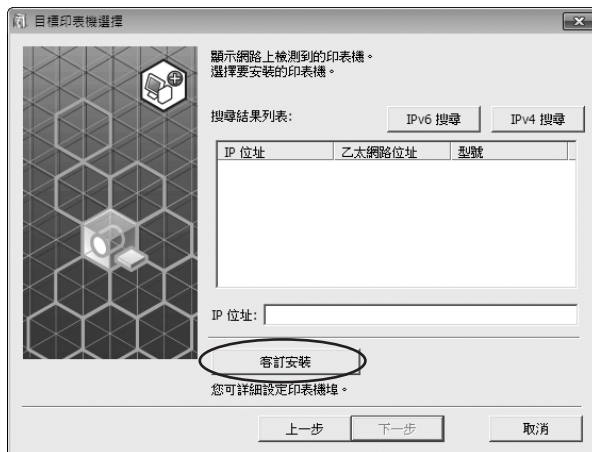 目標印表機選擇
顯示網路上檢測到的印表機。
選擇要安裝的印表機。
搜尋結果列表:
IPv6 搜尋
IPv4 搜尋
IP 位址 乙太網路位址 型號
IP 位址:
客訂安裝
您可詳細設定印表機埠。
上一步 下一步 取消